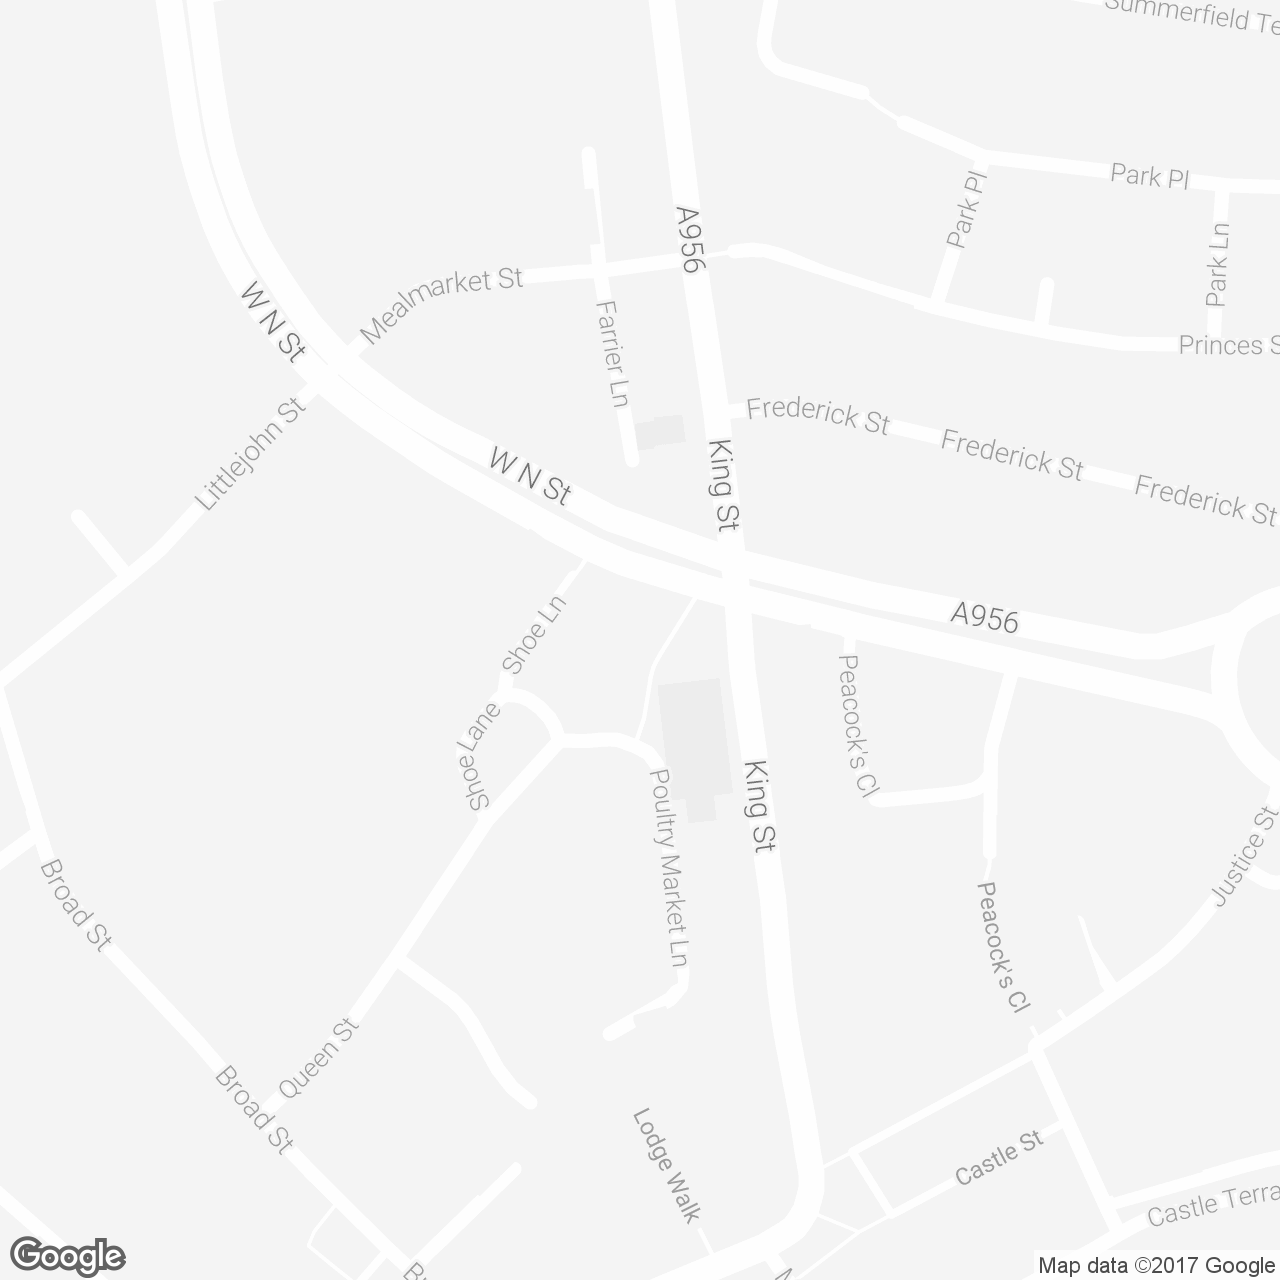 Summerfield Te
Park Pl
Park Pl
Park Ln
A956
Mealmarket St
W N St
Farrier Ln
Princes S
Frederick St
Frederick St
Frederick St
Littlejohn St
W N St
King St
Shoe Ln
A956
Peacock's Cl
Shoe Lane
Poultry Market Ln
King St
Justice St
Broad St
Peacock's Cl
Queen St
Broad St
Lodge Walk
Castle St
Castle Terra
Google
Map data ©2017 Google